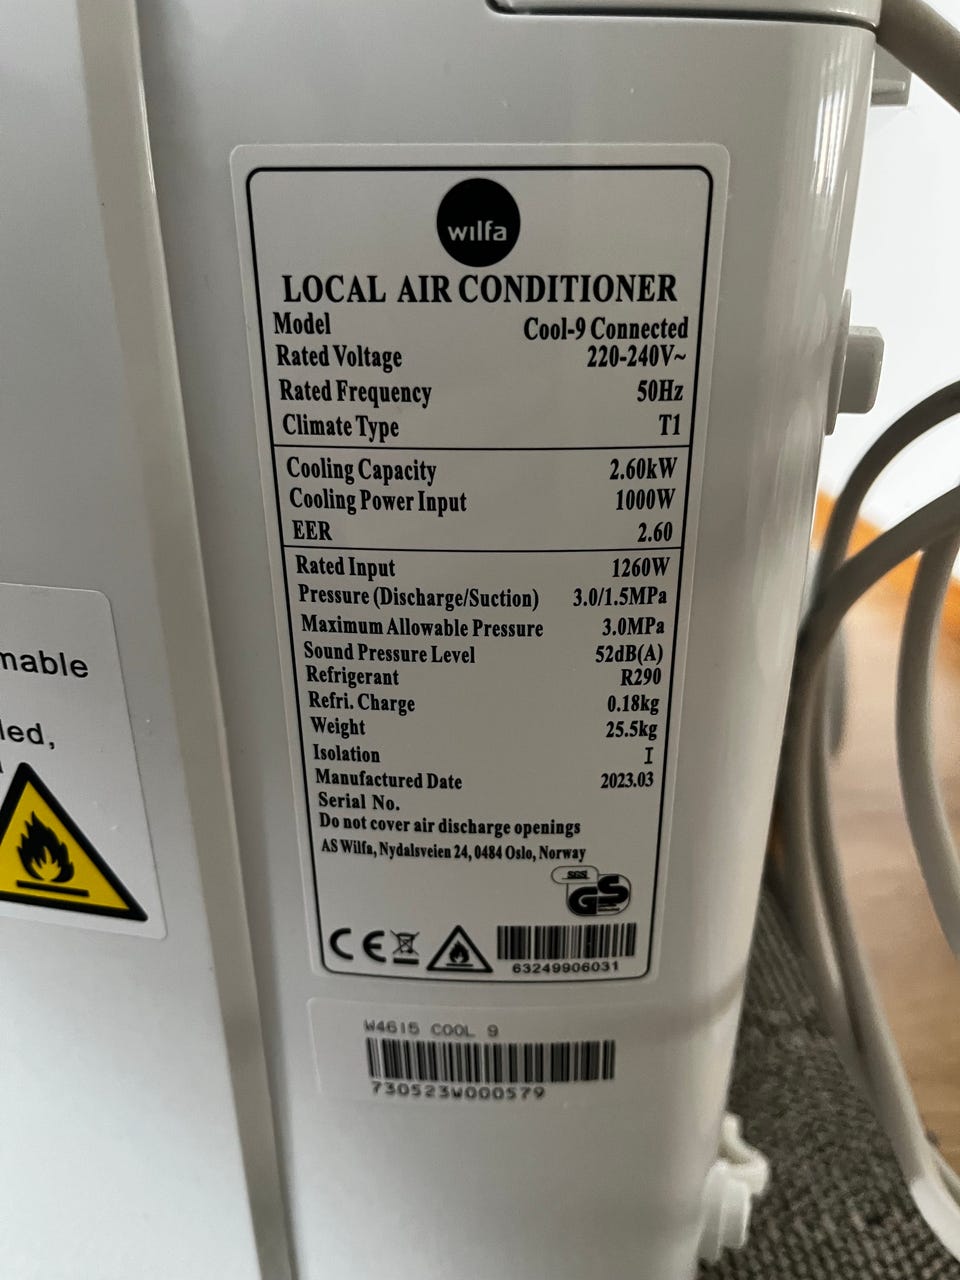 wilfa
LOCAL AIR CONDITIONER
Model Cool-9 Connected
Rated Voltage 220-240V~
Rated Frequency 50Hz
Climate Type T1
Cooling Capacity 2.60kW
Cooling Power Input 1000W
EER 2.60
Rated Input 1260W
Pressure (Discharge/Suction) 3.0/1.5MPa
Maximum Allowable Pressure 3.0MPa
Sound Pressure Level 52dB(A)
Refrigerant R290
Refri. Charge 0.18kg
Weight 25.5kg
Isolation I
Manufactured Date 2023.03
Serial No.
Do not cover air discharge openings
AS Wilfa, Nydalsveien 24, 0484 Oslo, Norway
SGS
GS
CE
63249906031
W4615 COOL 9
730523W000579
mable
led,